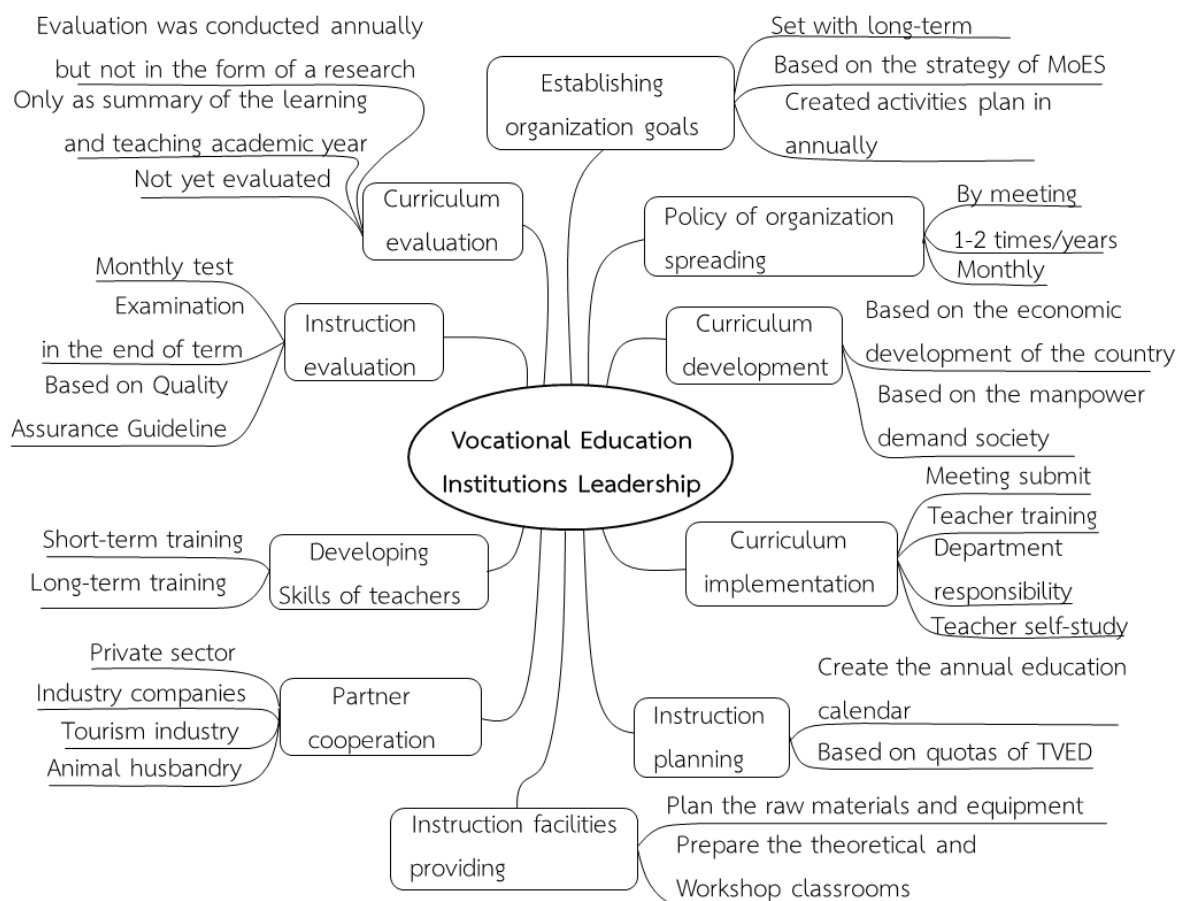 Evaluation was conducted annually
but not in the form of a research
Only as summary of the learning
and teaching academic year
Not yet evaluated
Curriculum
evaluation
Monthly test
Examination
in the end of term
Based on Quality
Assurance Guideline
Instruction
evaluation
Short-term training
Long-term training
Developing
Skills of teachers
Private sector
Industry companies
Tourism industry
Animal husbandry
Partner
cooperation
Vocational Education
Institutions Leadership
Establishing
organization goals
Set with long-term
Based on the strategy of MoES
Created activities plan in
annually
Policy of organization
spreading
By meeting
1-2 times/years
Monthly
Curriculum
development
Based on the economic
development of the country
Based on the manpower
demand society
Curriculum
implementation
Meeting submit
Teacher training
Department
responsibility
Teacher self-study
Instruction
planning
Create the annual education
calendar
Based on quotas of TVED
Instruction facilities
providing
Plan the raw materials and equipment
Prepare the theoretical and
Workshop classrooms